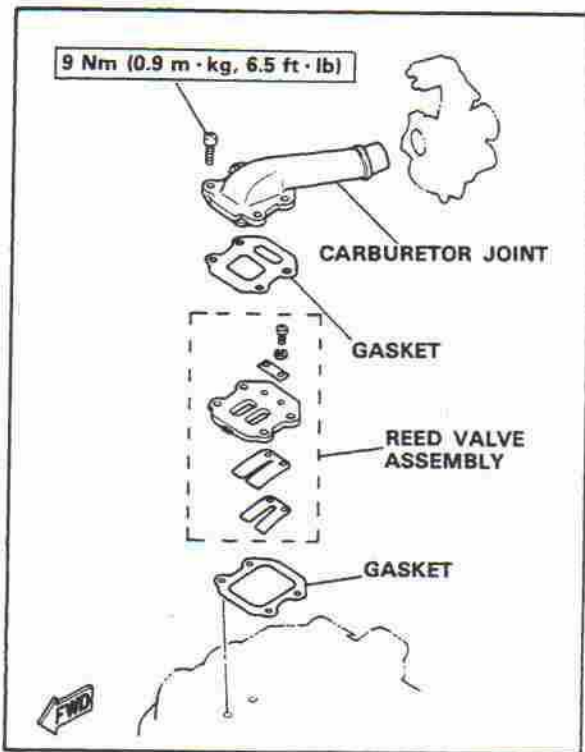 9 Nm (0.9 m · kg, 6.5 ft · lb)
CARBURETOR JOINT
GASKET
REED VALVE
ASSEMBLY
GASKET
FWD